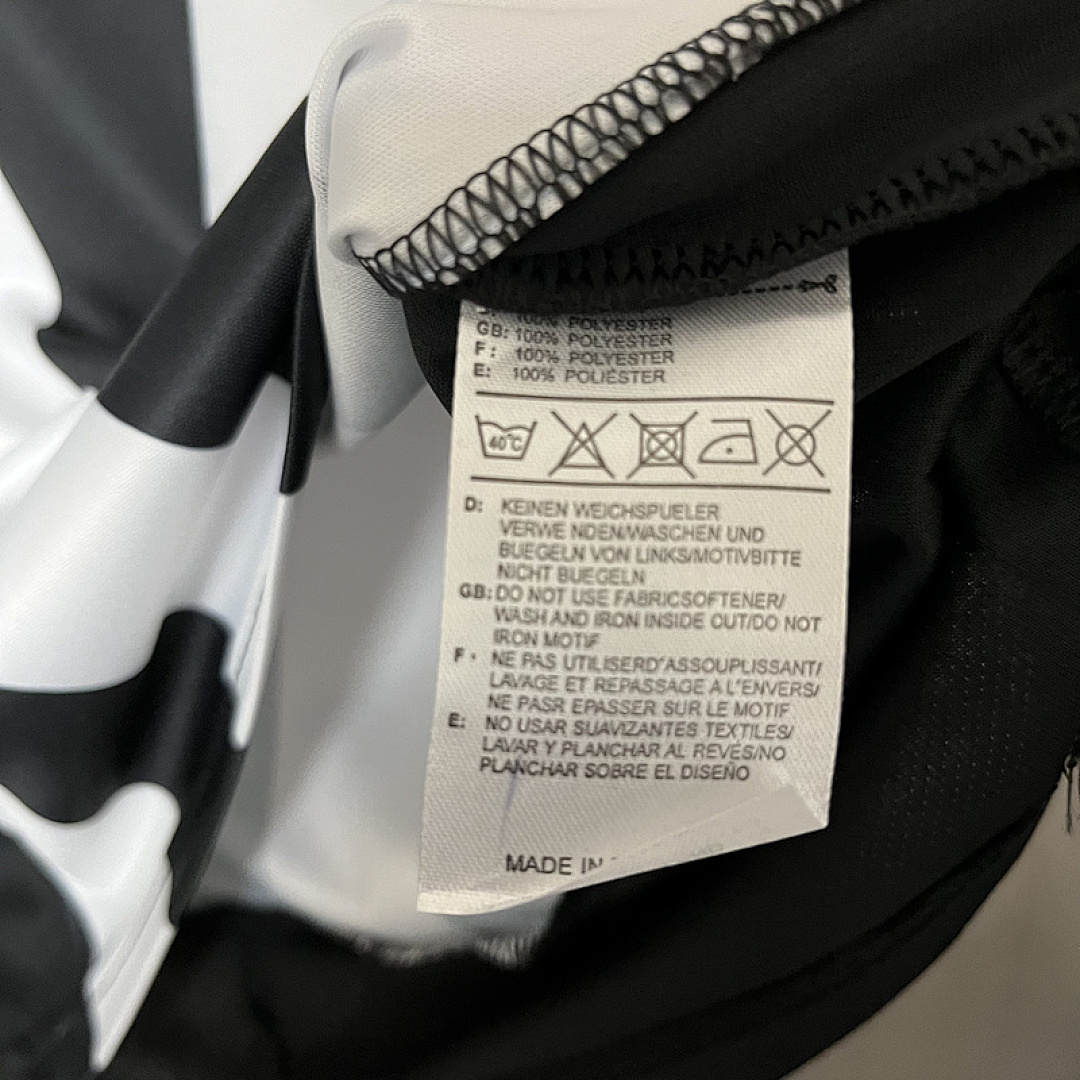 100% POLYESTER
GB: 100% POLYESTER
F: 100% POLYESTER
E: 100% POLIÉSTER
40°C
D: KEINEN WEICHSPUELER
VERWE NDEN/WASCHEN UND
BUEGELN VON LINKS/MOTIVBITTE
NICHT BUEGELN
GB: DO NOT USE FABRICSOFTENER/
WASH AND IRON INSIDE OUT/DO NOT
IRON MOTIF
F: NE PAS UTILISERD'ASSOUPLISSANT/
LAVAGE ET REPASSAGE A L'ENVERS/
NE PASR EPASSER SUR LE MOTIF
E: NO USAR SUAVIZANTES TEXTILES/
LAVAR Y PLANCHAR AL REVÉS/NO
PLANCHAR SOBRE EL DISEÑO
MADE IN